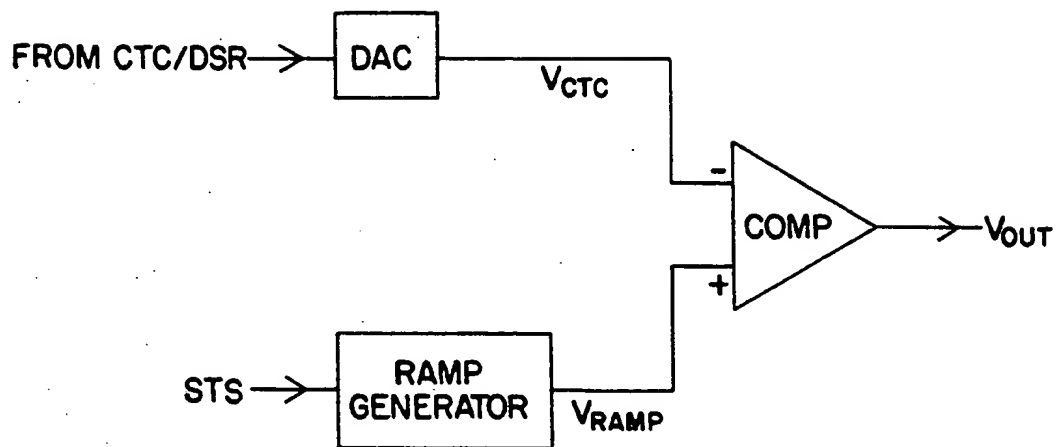 FROM CTC/DSR
DAC
VCTC
-
COMP
VOUT
+
STS
RAMP
GENERATOR
VRAMP